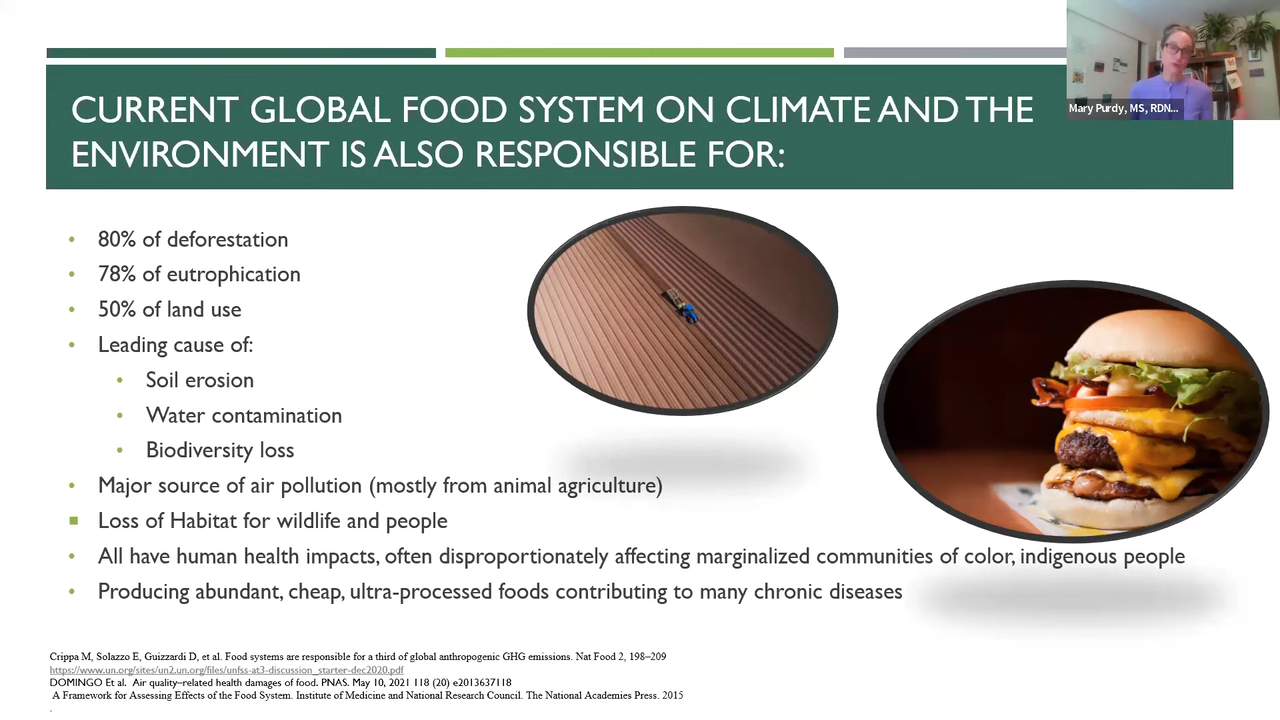 CURRENT GLOBAL FOOD SYSTEM ON CLIMATE AND THE
ENVIRONMENT IS ALSO RESPONSIBLE FOR:
Mary Purdy, MS, RDN...
• 80% of deforestation
• 78% of eutrophication
• 50% of land use
• Leading cause of:
• Soil erosion
• Water contamination
• Biodiversity loss
• Major source of air pollution (mostly from animal agriculture)
▪ Loss of Habitat for wildlife and people
• All have human health impacts, often disproportionately affecting marginalized communities of color, indigenous people
• Producing abundant, cheap, ultra-processed foods contributing to many chronic diseases
Crippa M, Solazzo E, Guizzardi D, et al. Food systems are responsible for a third of global anthropogenic GHG emissions. Nat Food 2, 198–209
https://www.un.org/sites/un2.un.org/files/unfss-at3-discussion_starter-dec2020.pdf
DOMINGO Et al. Air quality–related health damages of food. PNAS. May 10, 2021 118 (20) e2013637118
A Framework for Assessing Effects of the Food System. Institute of Medicine and National Research Council. The National Academies Press. 2015
.